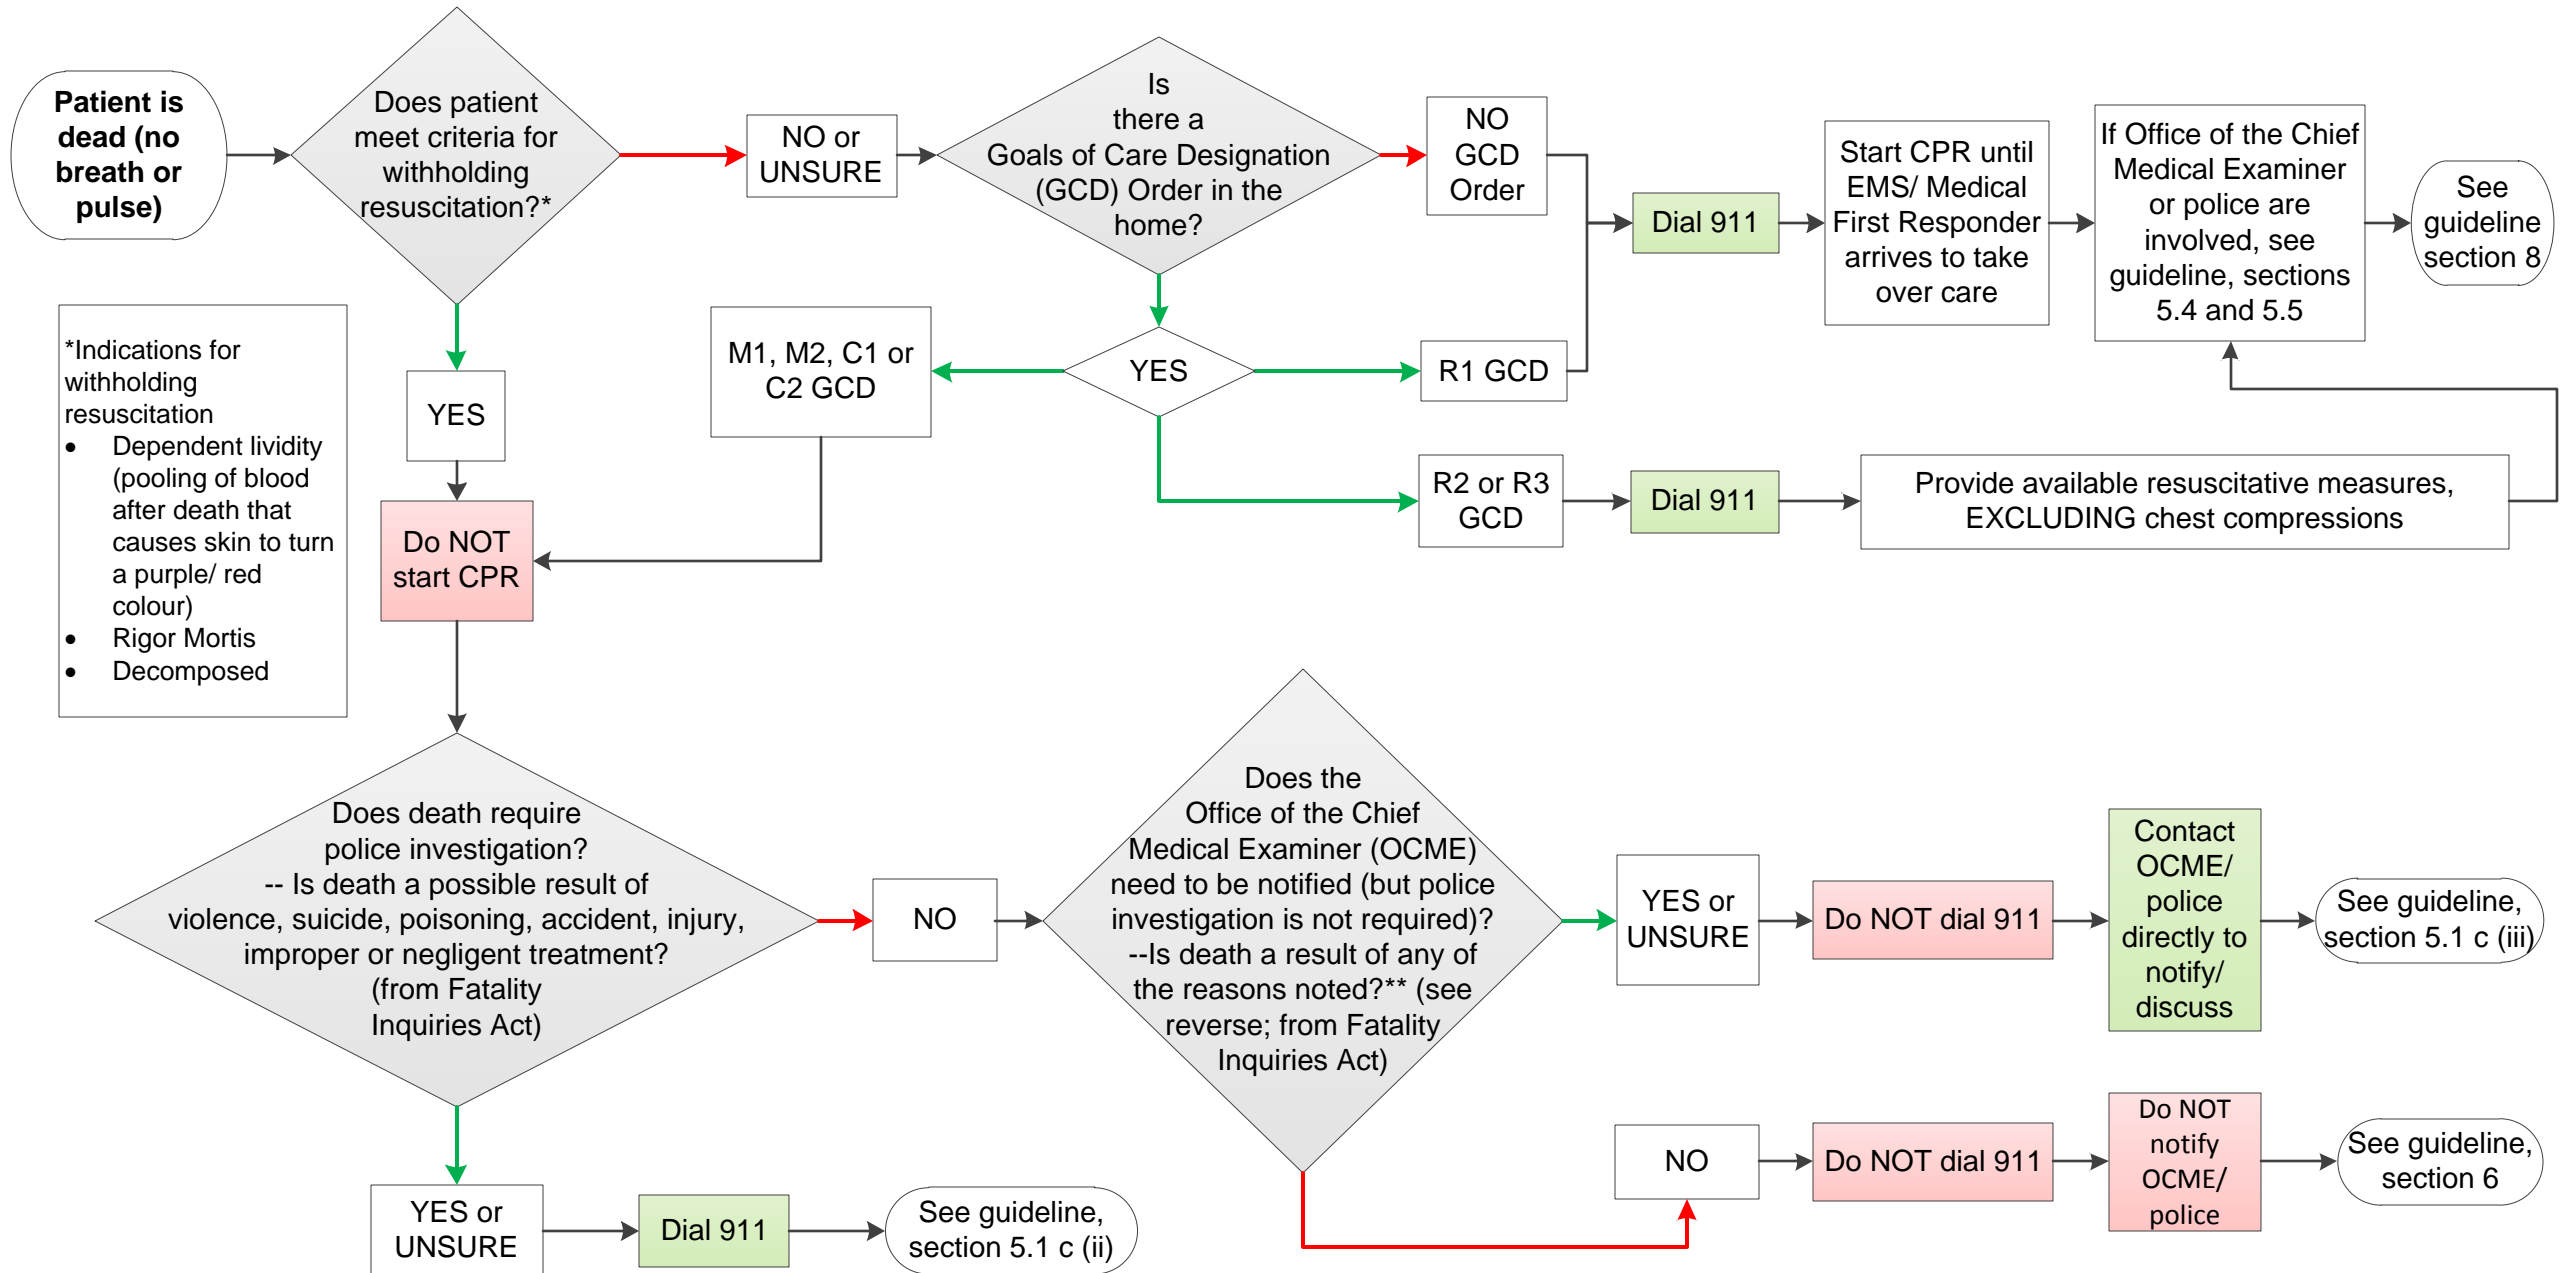 Patient is
dead (no
breath or
pulse)
Does patient
meet criteria for
withholding
resuscitation?*
NO or
UNSURE
Is
there a
Goals of Care Designation
(GCD) Order in the
home?
NO
GCD
Order
Dial 911
Start CPR until
EMS/ Medical
First Responder
arrives to take
over care
If Office of the Chief
Medical Examiner
or police are
involved, see
guideline, sections
5.4 and 5.5
See
guideline
section 8
*Indications for
withholding
resuscitation
• Dependent lividity
(pooling of blood
after death that
causes skin to turn
a purple/ red
colour)
• Rigor Mortis
• Decomposed
YES
M1, M2, C1 or
C2 GCD
YES
R1 GCD
Do NOT
start CPR
R2 or R3
GCD
Dial 911
Provide available resuscitative measures,
EXCLUDING chest compressions
Does death require
police investigation?
-- Is death a possible result of
violence, suicide, poisoning, accident, injury,
improper or negligent treatment?
(from Fatality
Inquiries Act)
NO
Does the
Office of the Chief
Medical Examiner (OCME)
need to be notified (but police
investigation is not required)?
--Is death a result of any of
the reasons noted?** (see
reverse; from Fatality
Inquiries Act)
YES or
UNSURE
Do NOT dial 911
Contact
OCME/
police
directly to
notify/
discuss
See guideline,
section 5.1 c (iii)
NO
Do NOT dial 911
Do NOT
notify
OCME/
police
See guideline,
section 6
YES or
UNSURE
Dial 911
See guideline,
section 5.1 c (ii)